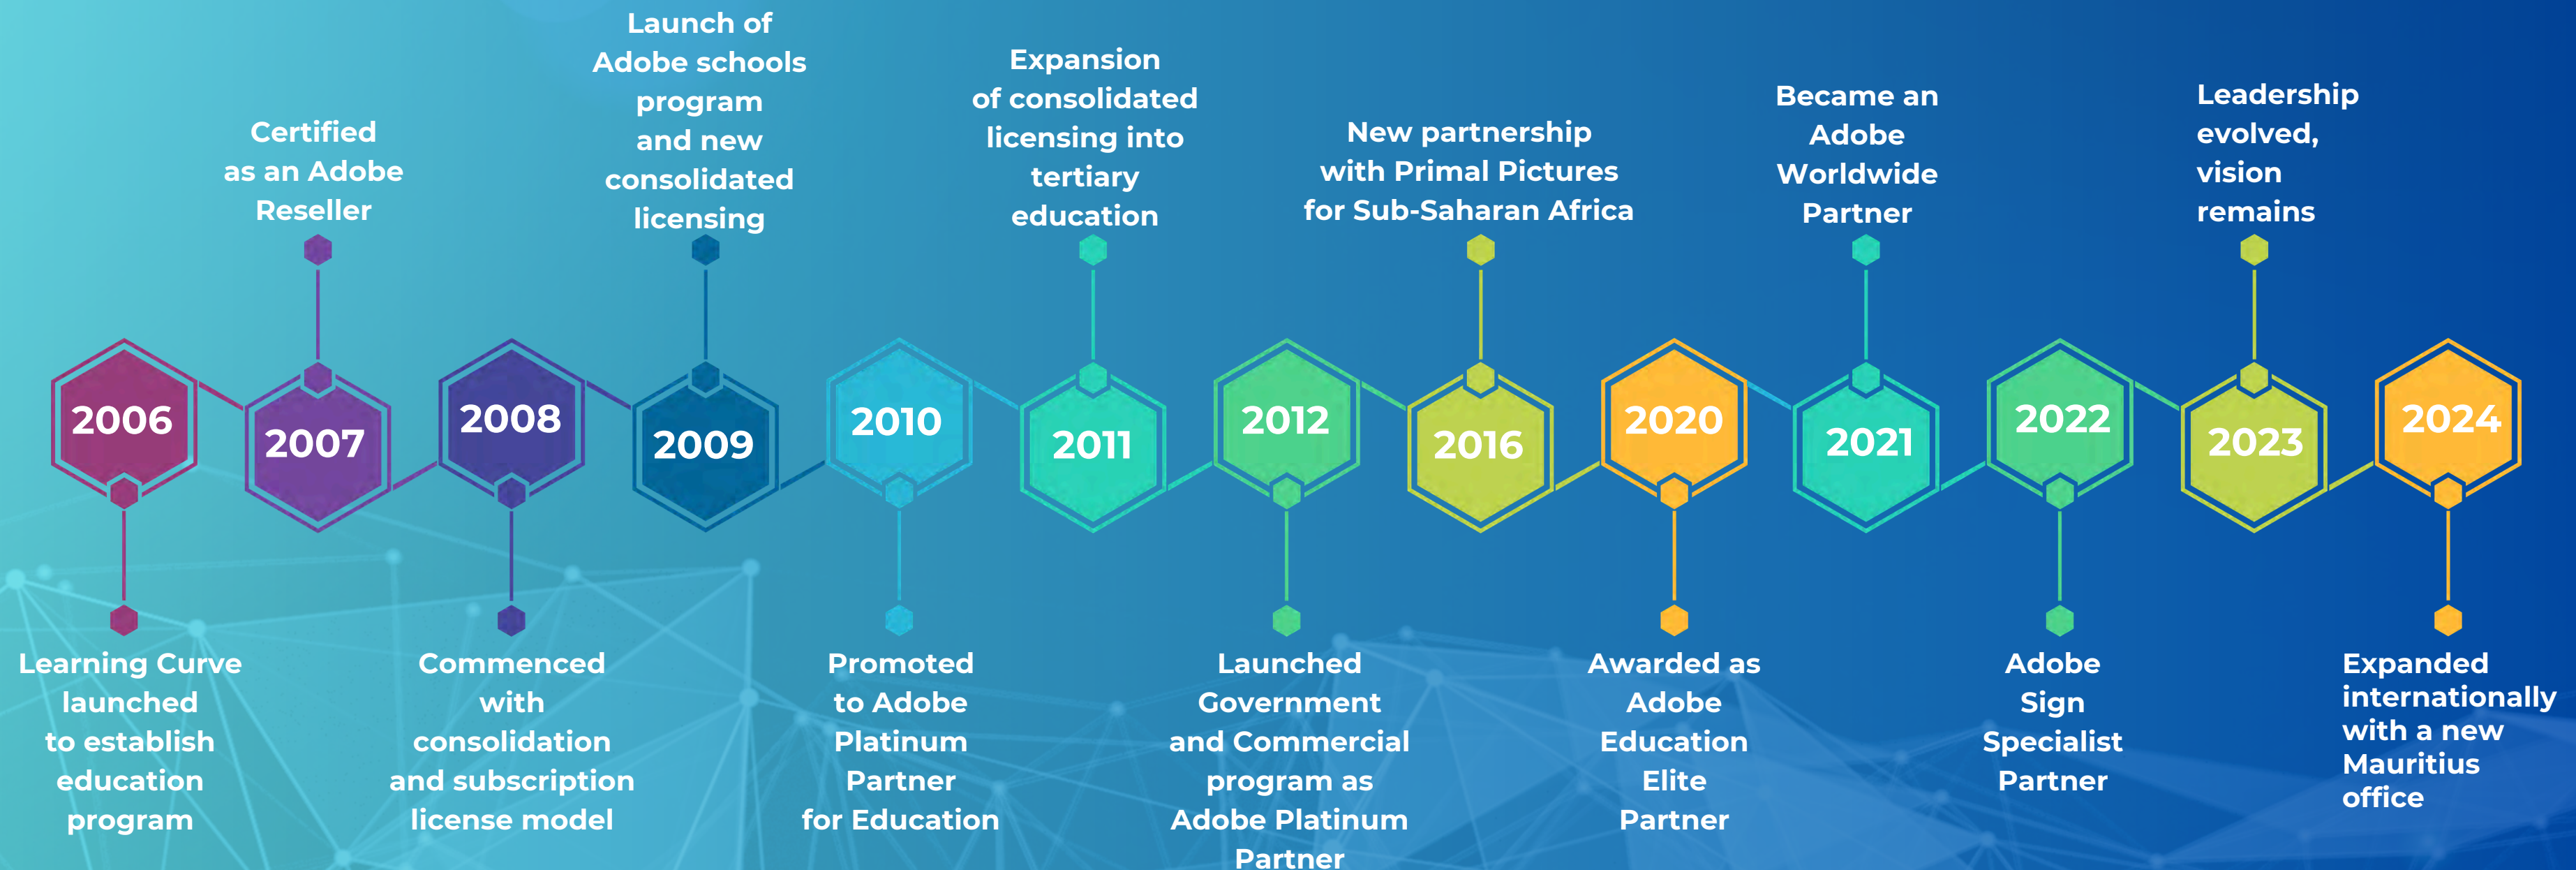 2006
Learning Curve
launched
to establish
education
program
Certified
as an Adobe
Reseller
2007
2008
Commenced
with
consolidation
and subscription
license model
Launch of
Adobe schools
program
and new
consolidated
licensing
2009
2010
Promoted
to Adobe
Platinum
Partner
for Education
Expansion
of consolidated
licensing into
tertiary
education
2011
2012
Launched
Government
and Commercial
program as
Adobe Platinum
Partner
New partnership
with Primal Pictures
for Sub-Saharan Africa
2016
2020
Awarded as
Adobe
Education
Elite
Partner
Became an
Adobe
Worldwide
Partner
2021
2022
Adobe
Sign
Specialist
Partner
Leadership
evolved,
vision
remains
2023
2024
Expanded
internationally
with a new
Mauritius
office